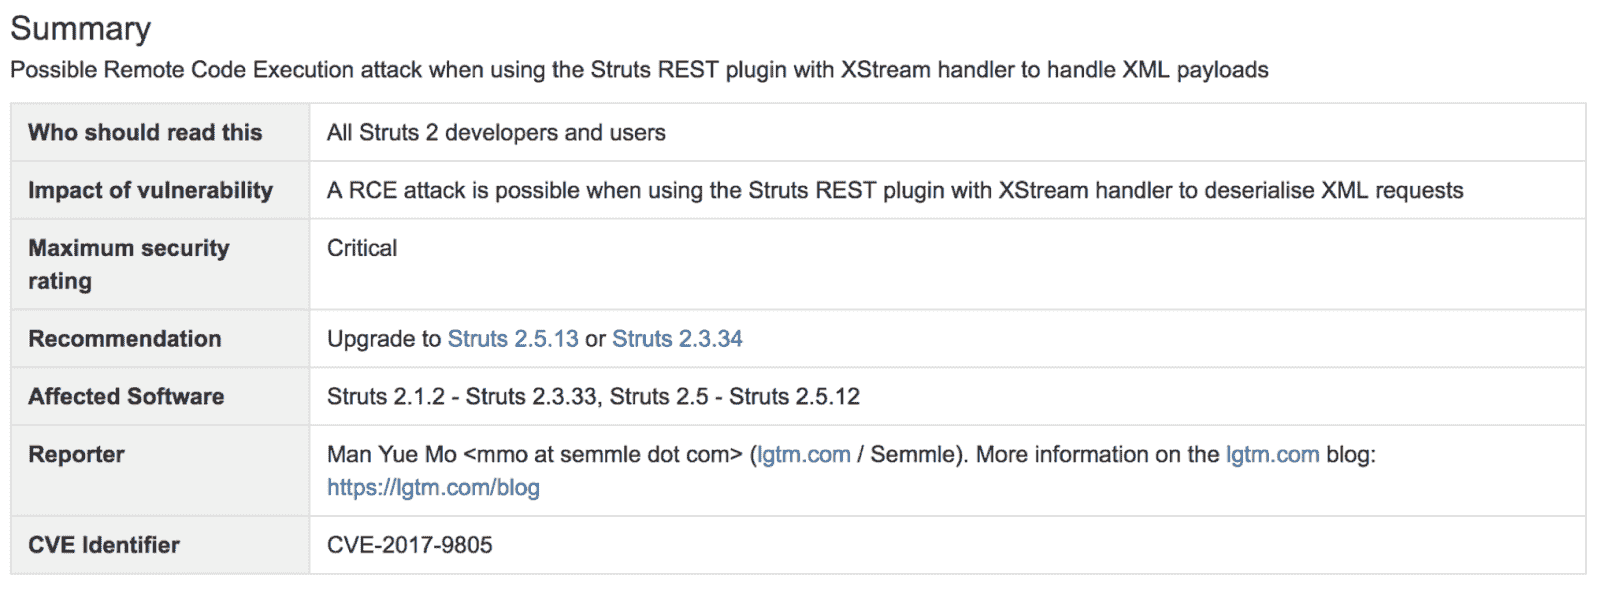 Summary
Possible Remote Code Execution attack when using the Struts REST plugin with XStream handler to handle XML payloads
Who should read this
All Struts 2 developers and users
Impact of vulnerability
A RCE attack is possible when using the Struts REST plugin with XStream handler to deserialise XML requests
Maximum security
rating
Critical
Recommendation
Upgrade to Struts 2.5.13 or Struts 2.3.34
Affected Software
Struts 2.1.2 - Struts 2.3.33, Struts 2.5 - Struts 2.5.12
Reporter
Man Yue Mo <mmo at semmle dot com> (lgtm.com / Semmle). More information on the lgtm.com blog:
https://lgtm.com/blog
CVE Identifier
CVE-2017-9805